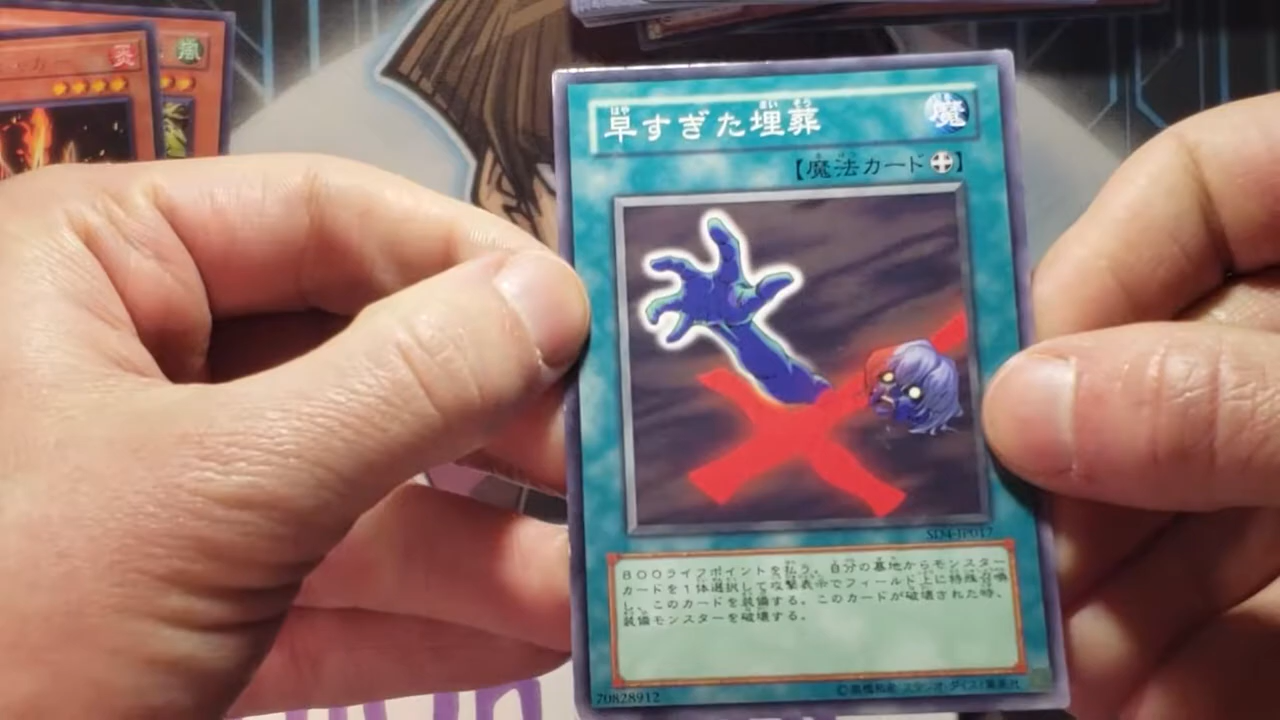 炎
風
早すぎた埋葬
魔
【魔法カード】
SD4-JP017
800ライフポイントを払う。自分の墓地からモンスター
カードを1体選択して攻撃表示でフィールド上に特殊召喚
し、このカードを装備する。このカードが破壊された時、
装備モンスターを破壊する。
70828912
©高橋和希 スタジオ・ダイス/集英社